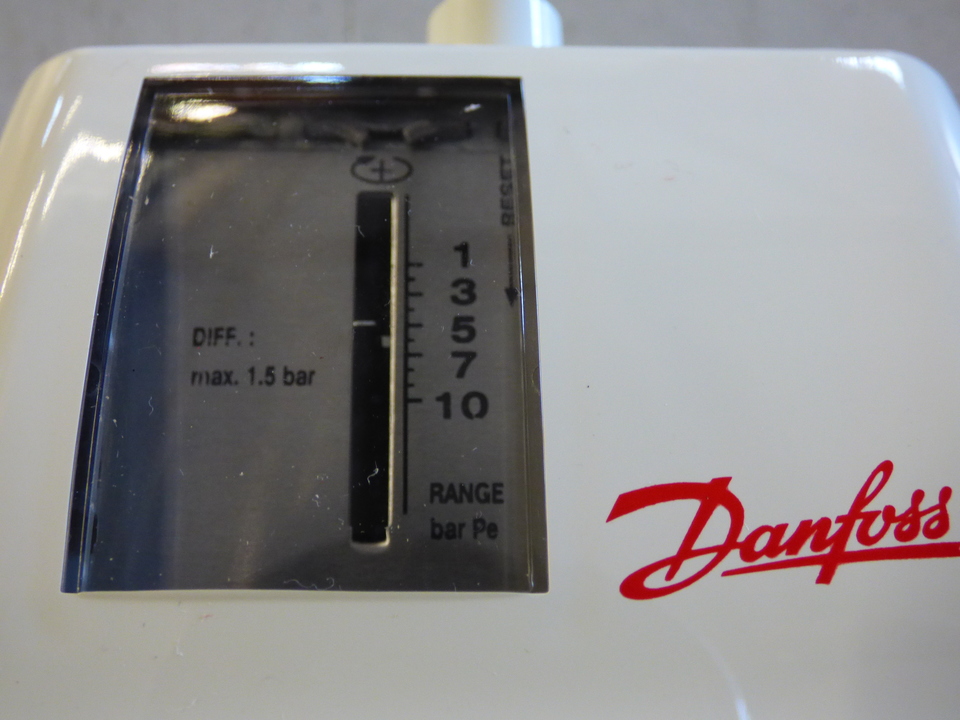 RESET
1
3
5
7
10
DIFF. :
max. 1.5 bar
RANGE
bar Pe
Danfoss